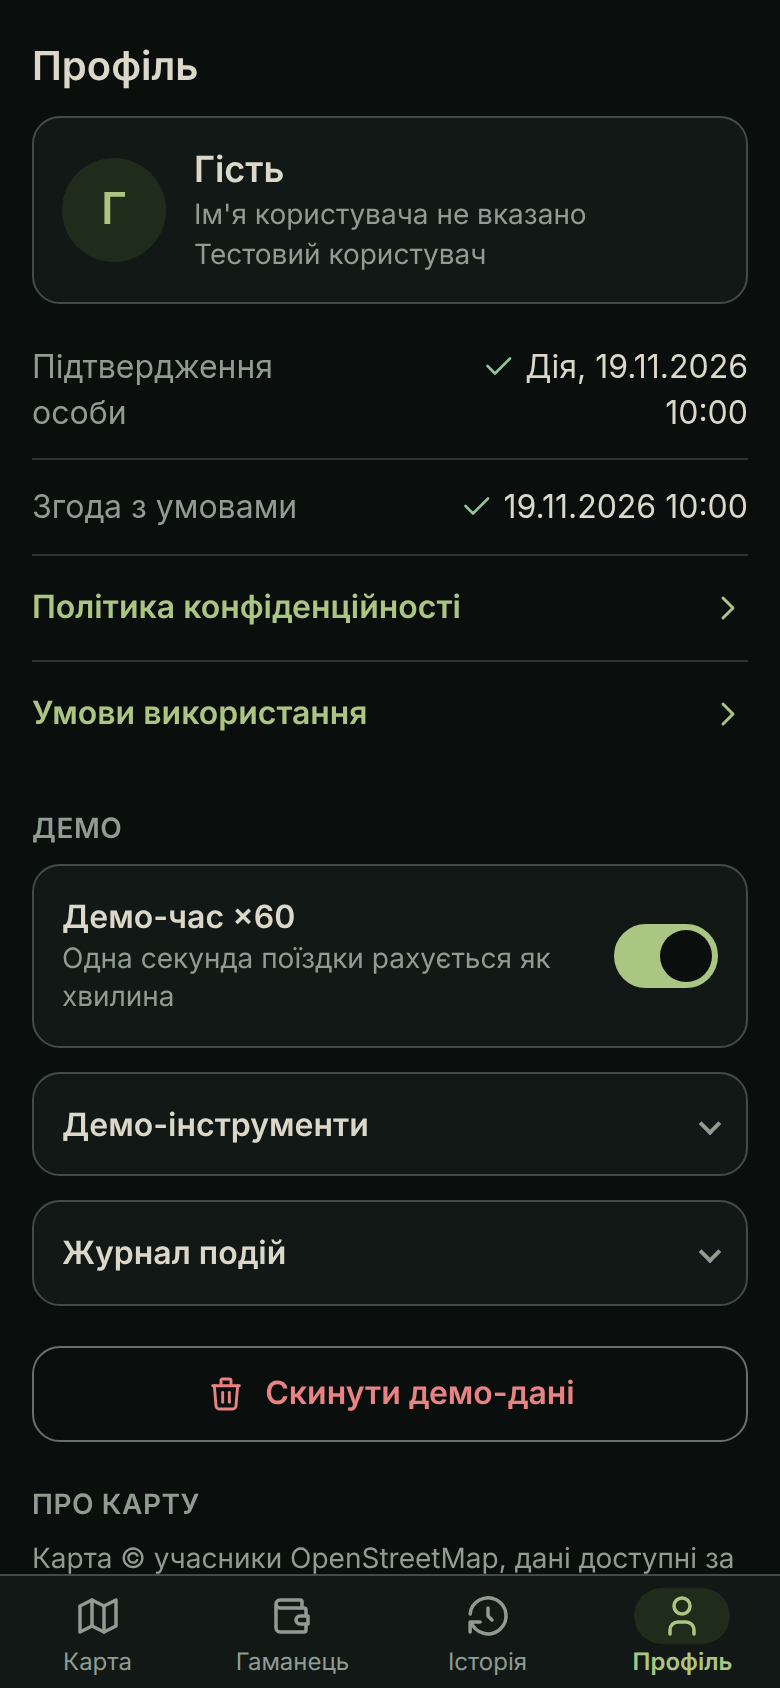 Профіль
Г
Гість
Ім'я користувача не вказано
Тестовий користувач
Підтвердження особи
Дія, 19.11.2026 10:00
Згода з умовами
19.11.2026 10:00
Політика конфіденційності
Умови використання
ДЕМО
Демо-час ×60
Одна секунда поїздки рахується як
хвилина
Демо-інструменти
Журнал подій
Скинути демо-дані
ПРО КАРТУ
Карта © учасники OpenStreetMap, дані доступні за
Карта
Гаманець
Історія
Профіль